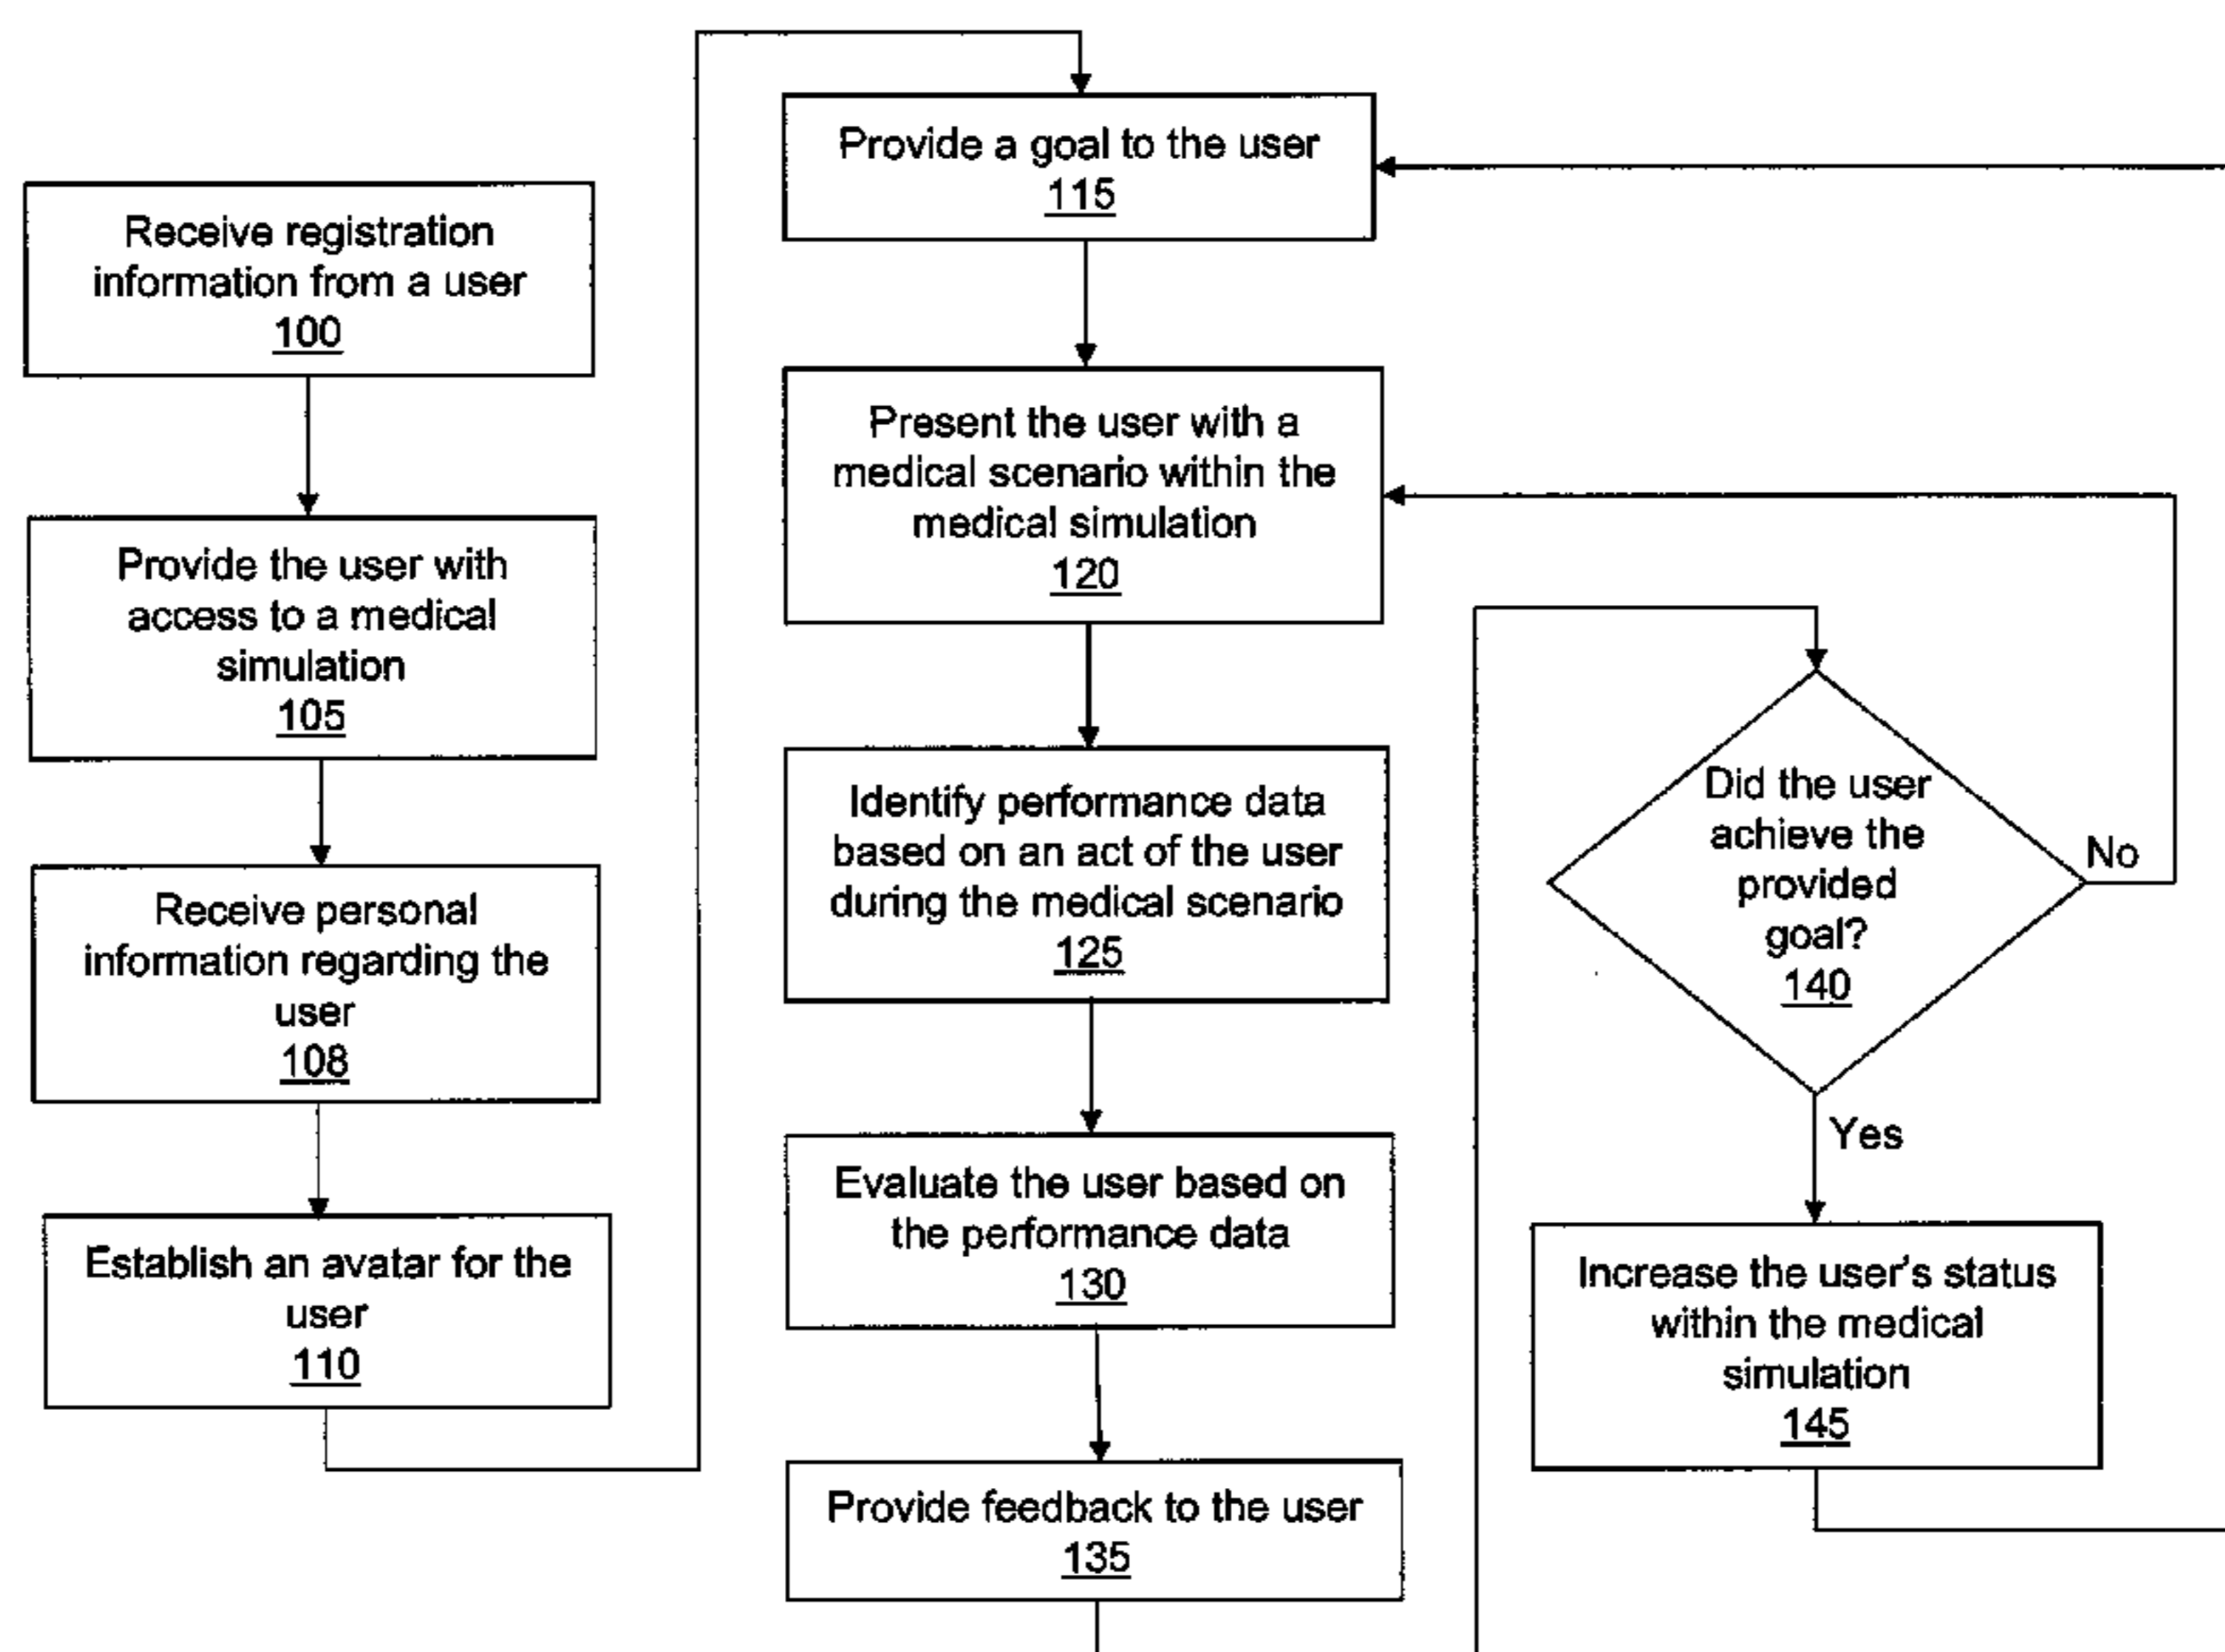 Receive registration
information from a user
100
Provide the user with
access to a medical
simulation
105
Receive personal
information regarding the
user
108
Establish an avatar for the
user
110
Provide a goal to the user
115
Present the user with a
medical scenario within the
medical simulation
120
Identify performance data
based on an act of the user
during the medical scenario
125
Evaluate the user based on
the performance data
130
Provide feedback to the user
135
Did the user
achieve the
provided
goal?
140
No
Yes
Increase the user's status
within the medical
simulation
145